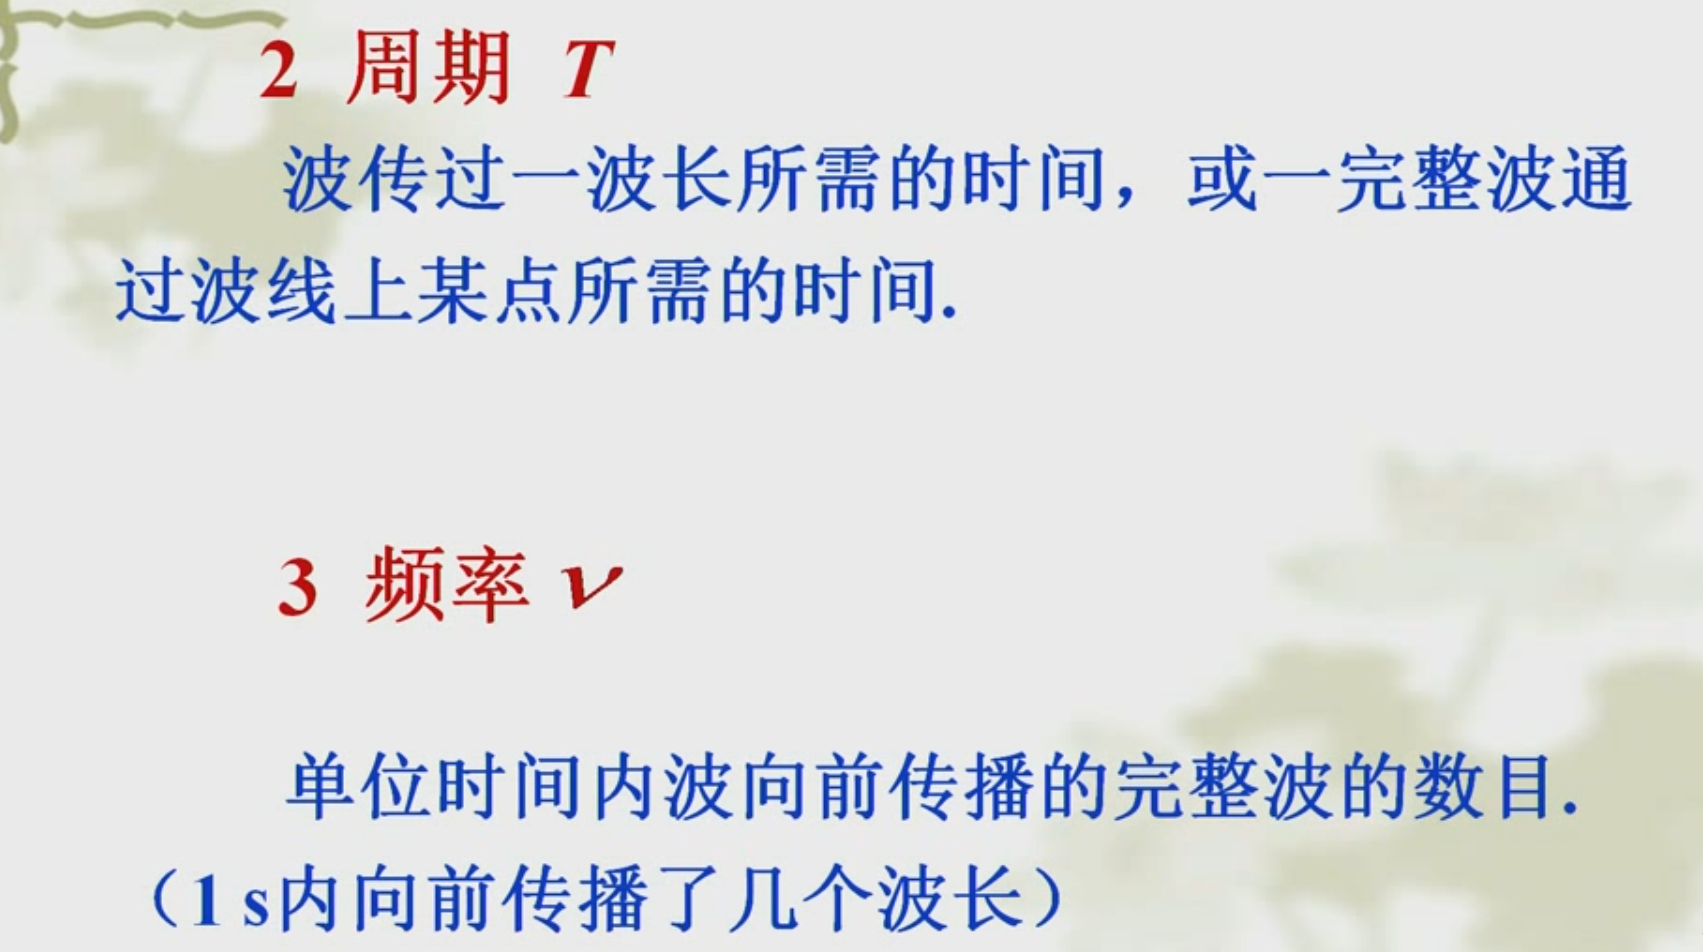 2 周期 T
波传过一波长所需的时间，或一完整波通
过波线上某点所需的时间.
3 频率 ν
单位时间内波向前传播的完整波的数目.
（1 s内向前传播了几个波长）